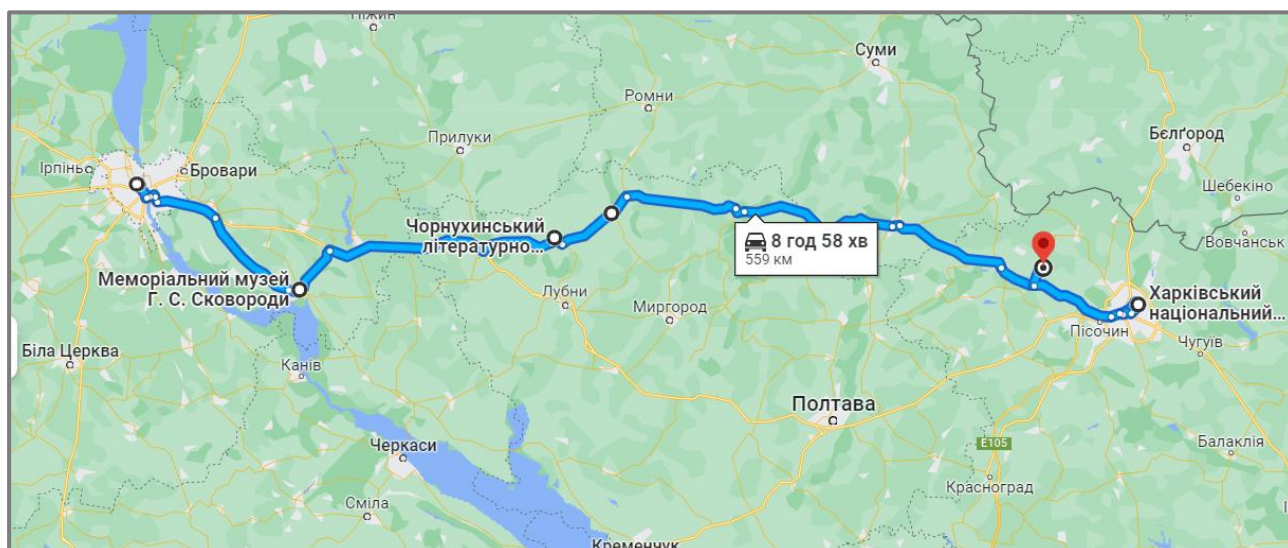 Ніжин
Суми
Ромни
Прилуки
Бєлґород
Ірпінь
Бровари
Шебекіно
Чорнухинський
літературно...
8 год 58 хв
559 км
Вовчанськ
Меморіальний музей
Г. С. Сковороди
Харківський
національний...
Лубни
Миргород
Пісочин
Чугуїв
Біла Церква
Канів
Полтава
Черкаси
E105
Балаклія
Сміла
Красноград
Кременчук